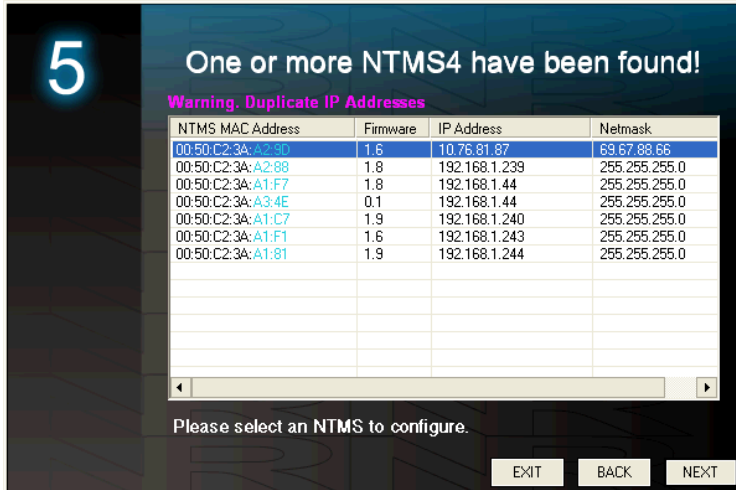 5
One or more NTMS4 have been found!
Warning. Duplicate IP Addresses
NTMS MAC Address Firmware IP Address Netmask
00:50:C2:3A:A2:9D 1.6 10.76.81.87 69.67.88.66
00:50:C2:3A:A2:88 1.8 192.168.1.239 255.255.255.0
00:50:C2:3A:A1:F7 1.8 192.168.1.44 255.255.255.0
00:50:C2:3A:A3:4E 0.1 192.168.1.44 255.255.255.0
00:50:C2:3A:A1:C7 1.9 192.168.1.240 255.255.255.0
00:50:C2:3A:A1:F1 1.6 192.168.1.243 255.255.255.0
00:50:C2:3A:A1:81 1.9 192.168.1.244 255.255.255.0
Please select an NTMS to configure.
EXIT BACK NEXT